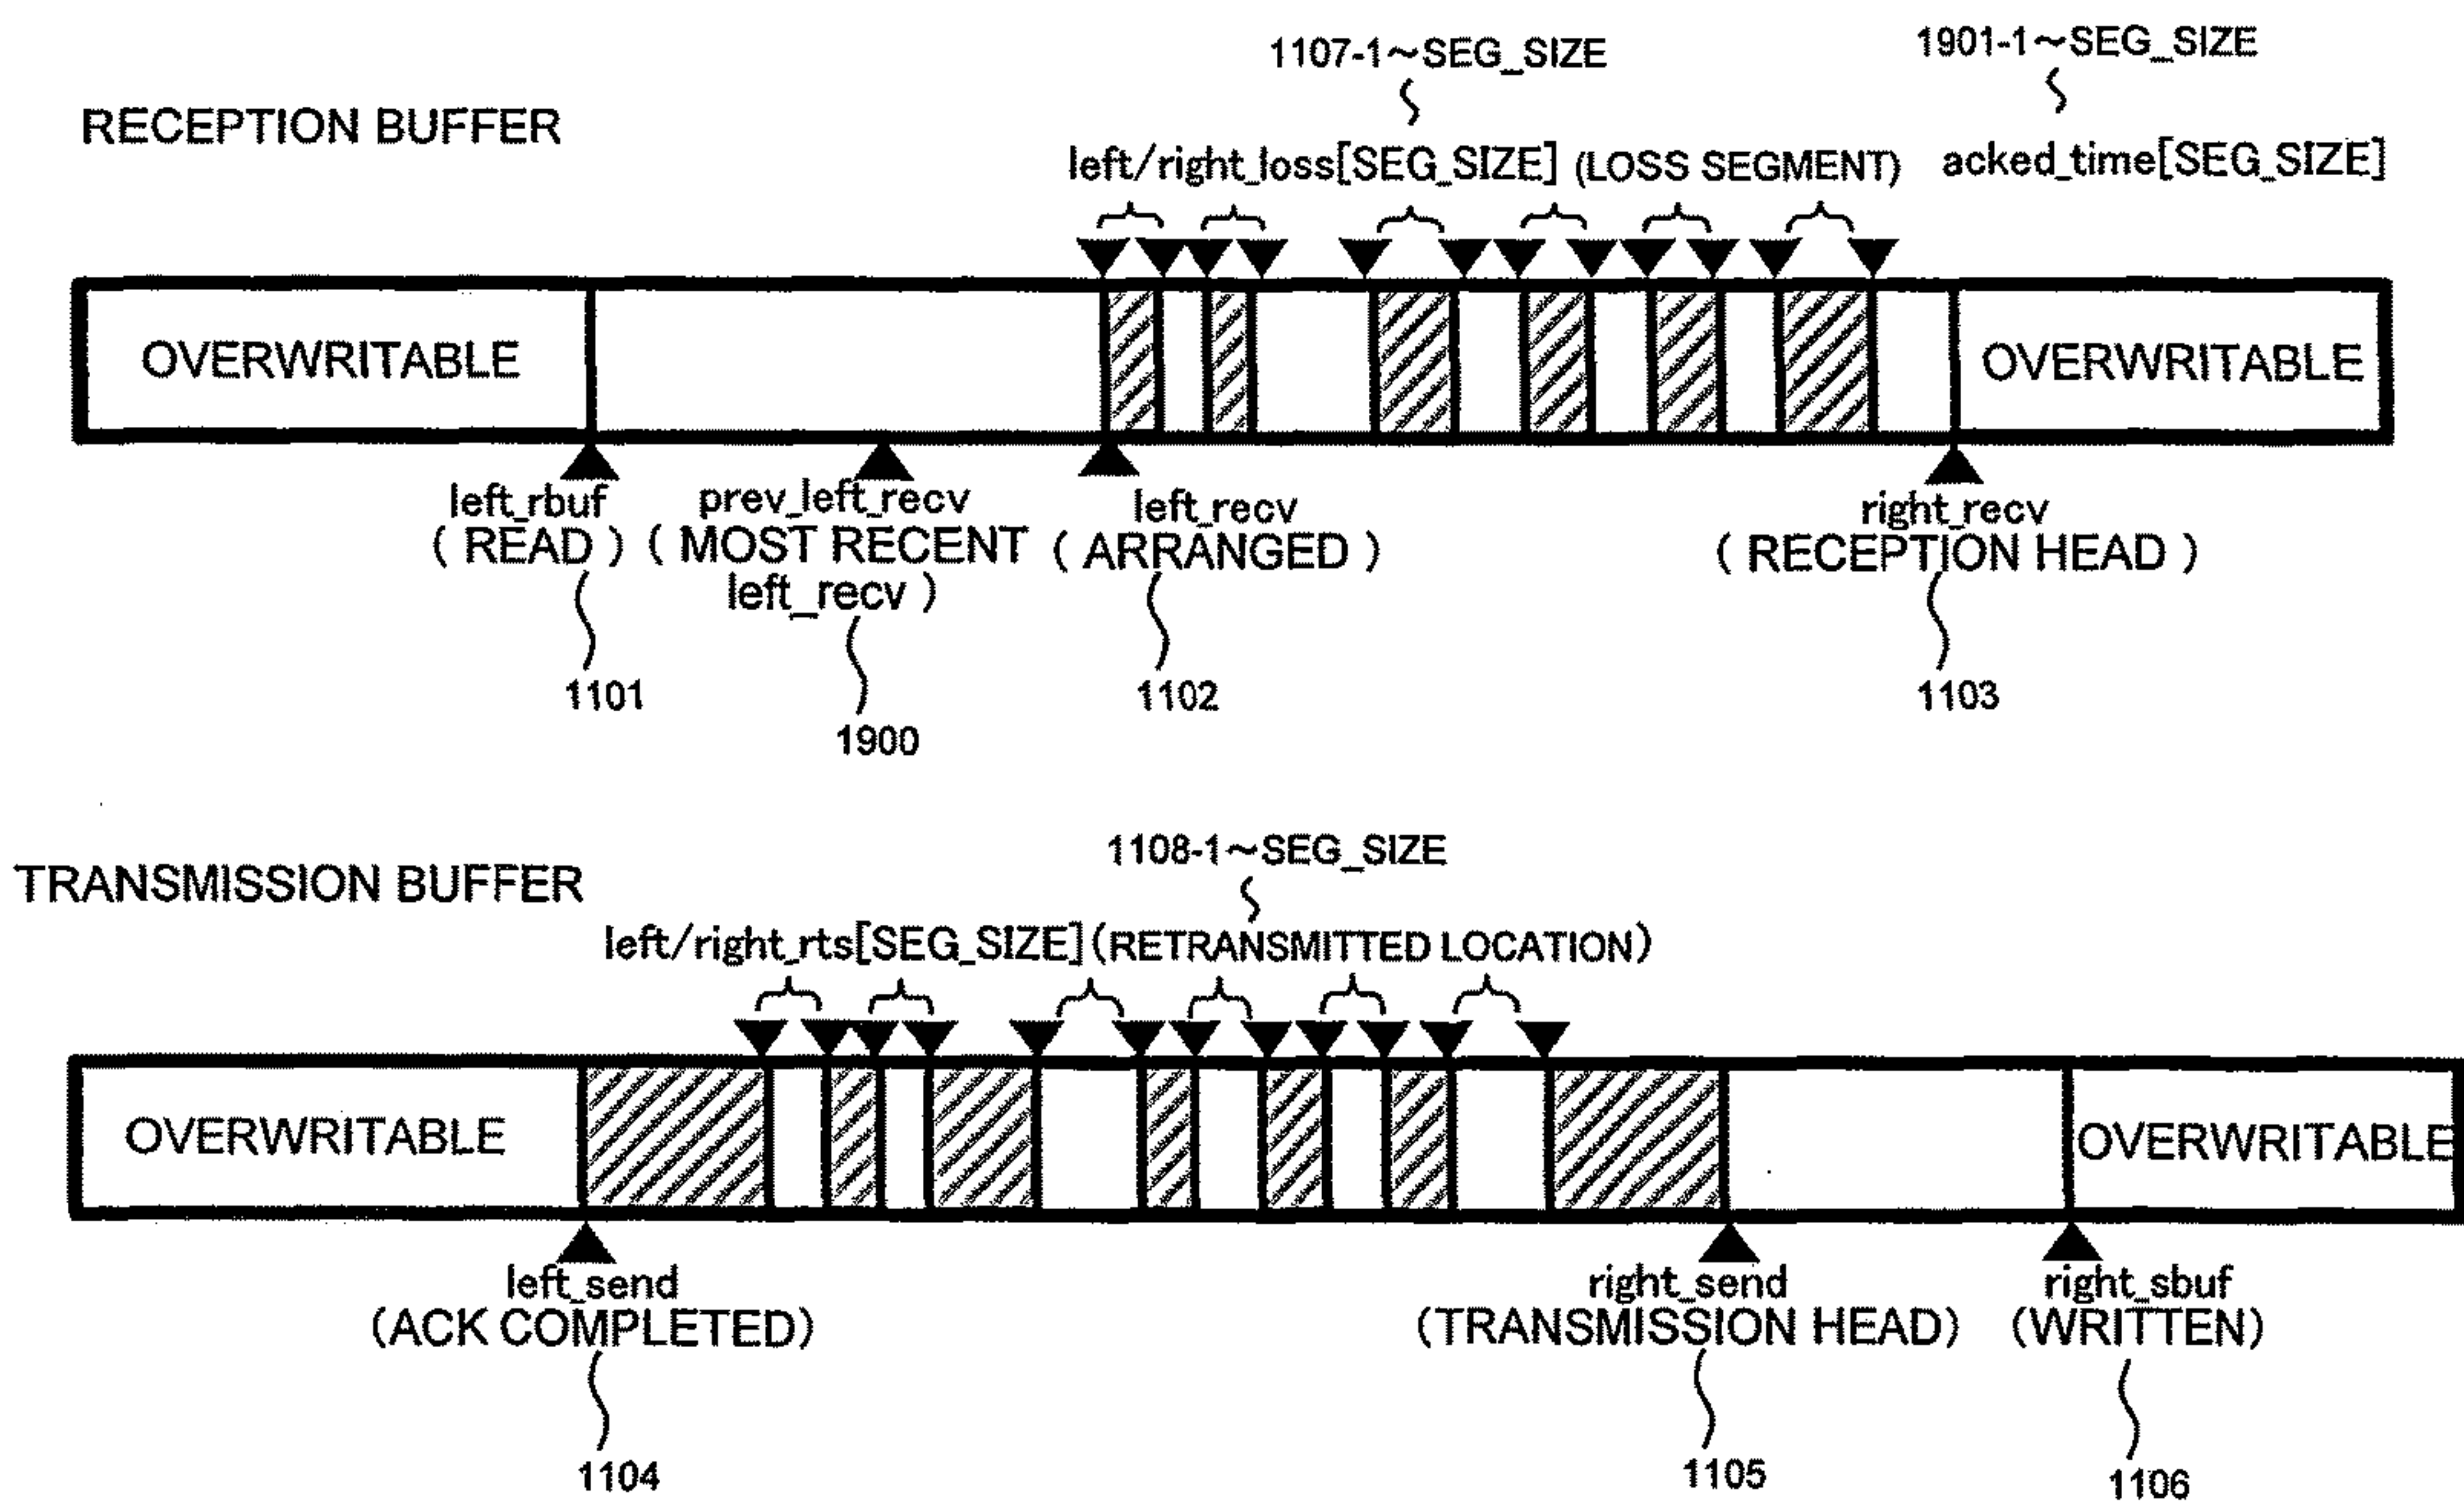 1107-1~SEG_SIZE
1901-1~SEG_SIZE
RECEPTION BUFFER
left/right_loss[SEG_SIZE] (LOSS SEGMENT)
acked_time[SEG_SIZE]
OVERWRITABLE
OVERWRITABLE
left_rbuf
( READ )
prev_left_recv
( MOST RECENT
left_recv )
left_recv
( ARRANGED )
right_recv
( RECEPTION HEAD )
1101
1900
1102
1103
1108-1~SEG_SIZE
TRANSMISSION BUFFER
left/right_rts[SEG_SIZE](RETRANSMITTED LOCATION)
OVERWRITABLE
OVERWRITABLE
left_send
(ACK COMPLETED)
right_send
(TRANSMISSION HEAD)
right_sbuf
(WRITTEN)
1104
1105
1106